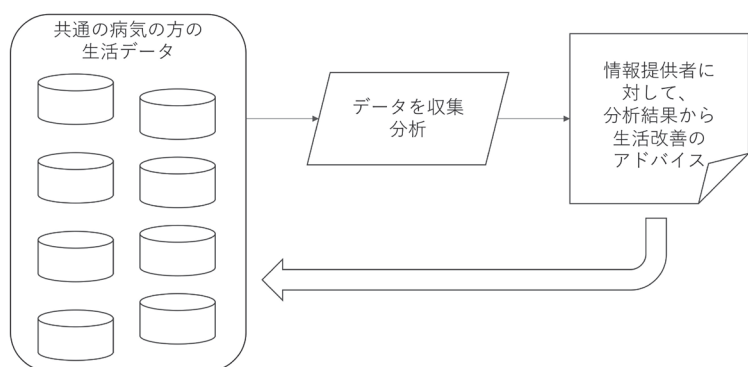 共通の病気の方の
生活データ
データを収集
分析
情報提供者に
対して、
分析結果から
生活改善の
アドバイス